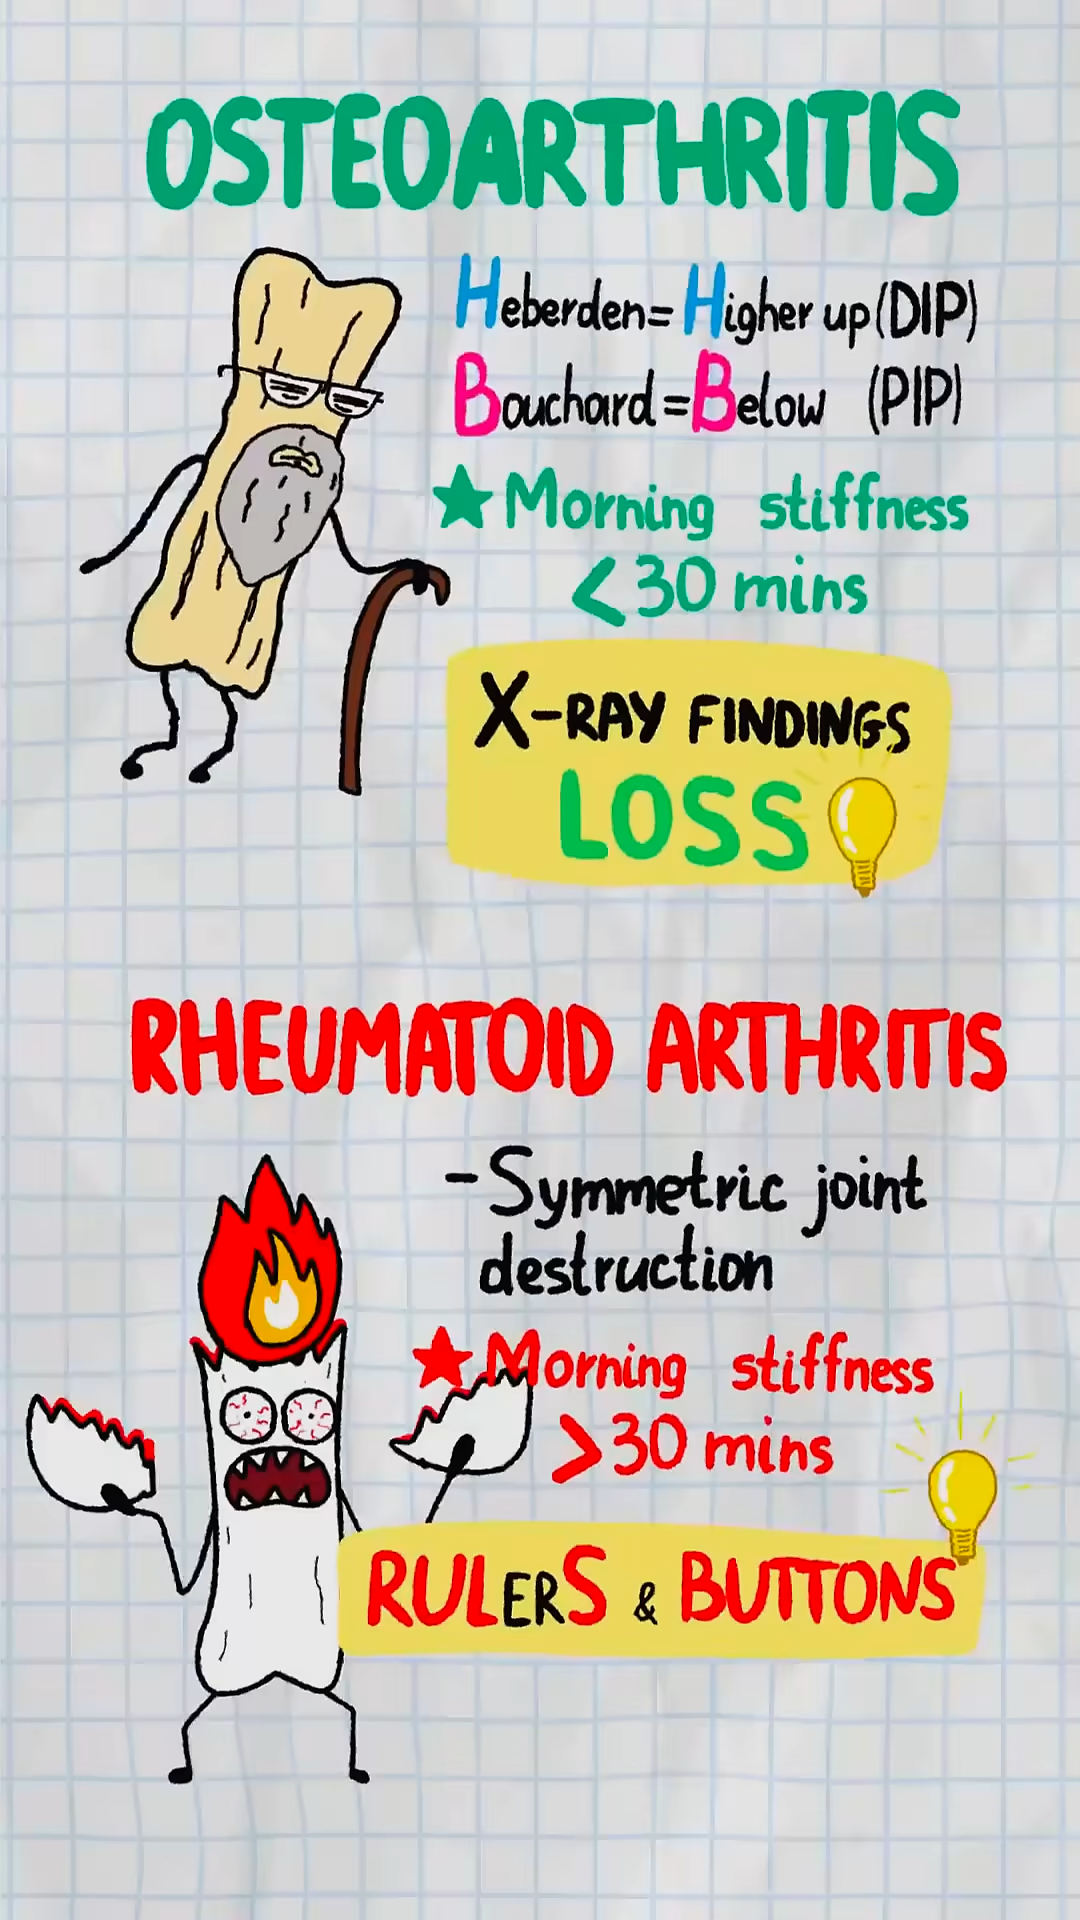 OSTEOARTHRITIS
Heberden= Higher up (DIP)
Bouchard = Below (PIP)
★ Morning stiffness
< 30 mins
X-RAY FINDINGS
LOSS
RHEUMATOID ARTHRITIS
- Symmetric joint
destruction
★ Morning stiffness
> 30 mins
RULERS & BUTTONS